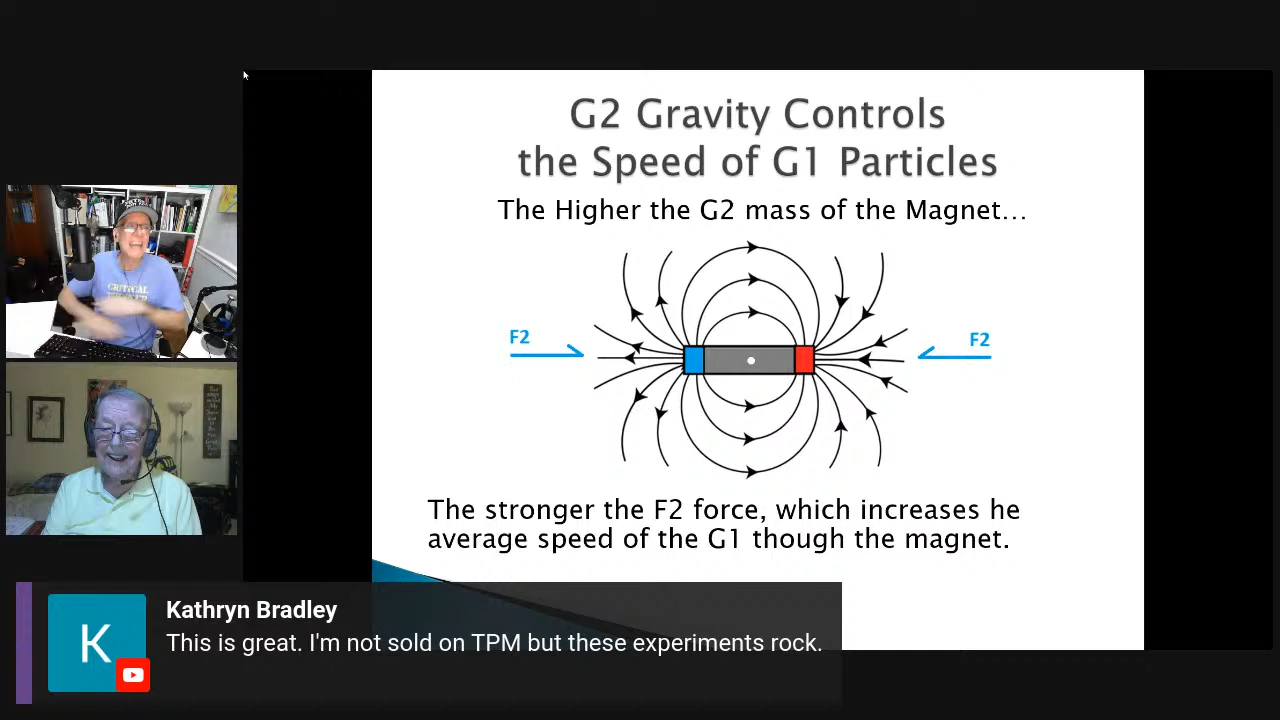 G2 Gravity Controls
the Speed of G1 Particles
The Higher the G2 mass of the Magnet...
F2
F2
The stronger the F2 force, which increases he
average speed of the G1 though the magnet.
CRITICAL
K
Kathryn Bradley
This is great. I'm not sold on TPM but these experiments rock.